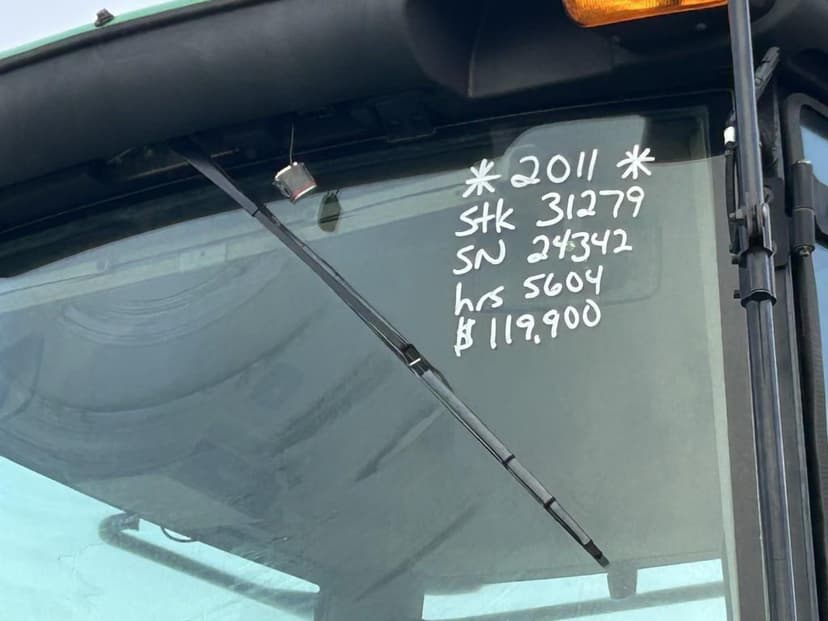 * 2011 *
Stk 31279
SN 24342
hrs 5604
$ 119,900